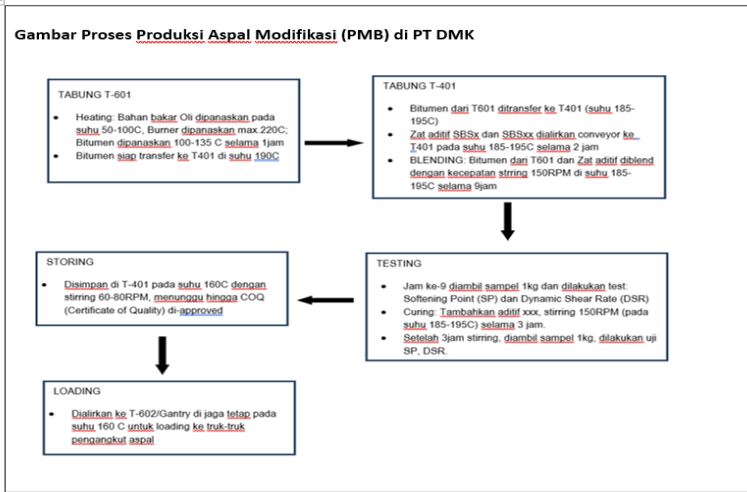 Gambar Proses Produksi Aspal Modifikasi (PMB) di PT DMK
TABUNG T-601
• Heating: Bahan bakar Oli dipanaskan pada
suhu 50-100C, Burner dipanaskan max.220C;
Bitumen dipanaskan 100-135 C selama 1jam
• Bitumen siap transfer ke T401 di suhu 190C
TABUNG T-401
• Bitumen dari T601 ditransfer ke T401 (suhu 185-
195C)
• Zat aditif SBSx dan SBSxx dialirkan conveyor ke
T401 pada suhu 185-195C selama 2 jam
• BLENDING: Bitumen dari T601 dan Zat aditif diblend
dengan kecepatan strring 150RPM di suhu 185-
195C selama 9jam
STORING
• Disimpan di T-401 pada suhu 160C dengan
stirring 60-80RPM, menunggu hingga COQ
(Certificate of Quality) di-approved
TESTING
• Jam ke-9 diambil sampel 1kg dan dilakukan test:
Softening Point (SP) dan Dynamic Shear Rate (DSR)
• Curing: Tambahkan aditif xxx, stirring 150RPM (pada
suhu 185-195C) selama 3 jam.
• Setelah 3jam stirring, diambil sampel 1kg, dilakukan uji
SP, DSR.
LOADING
• Dialirkan ke T-602/Gantry di jaga tetap pada
suhu 160 C untuk loading ke truk-truk
pengangkut aspal